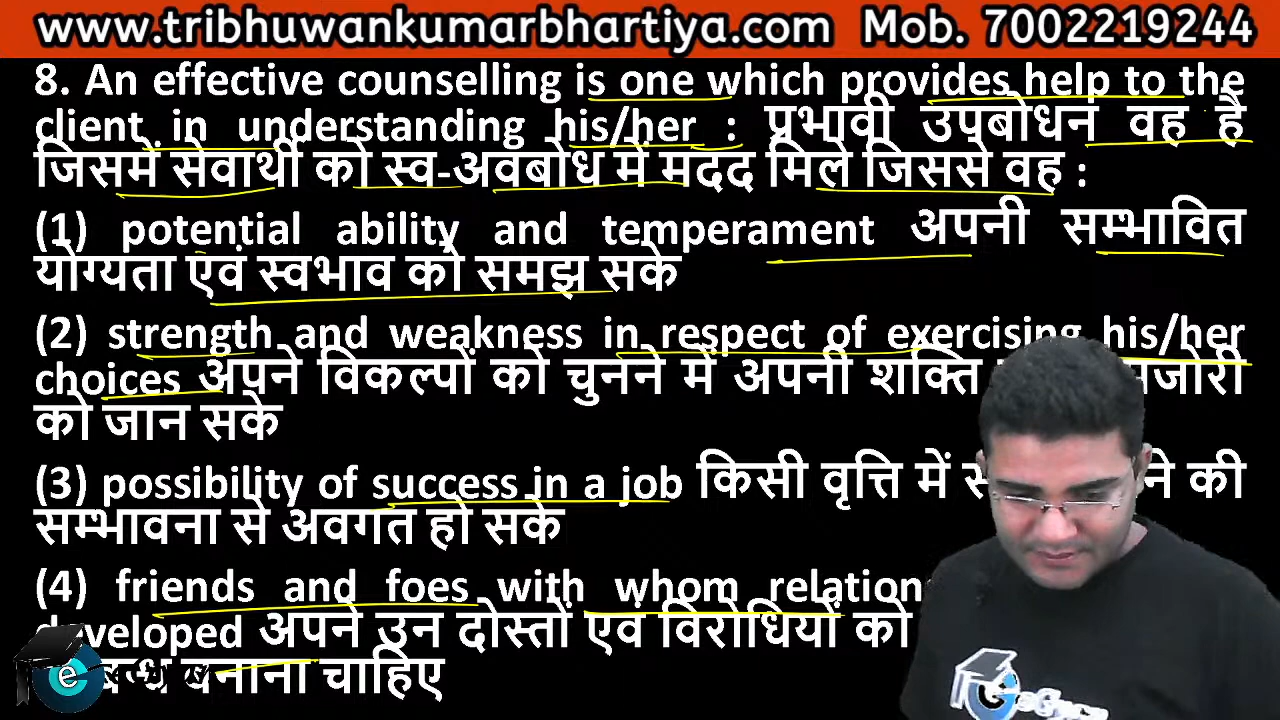 www.tribhuwankumarbhartiya.com Mob. 7002219244
8. An effective counselling is one which provides help to the
client in understanding his/her : प्रभावी उपबोधन वह है
जिसमें सेवार्थी को स्व-अवबोध में मदद मिले जिससे वह :
(1) potential ability and temperament अपनी सम्भावित
योग्यता एवं स्वभाव को समझ सके
(2) strength and weakness in respect of exercising his/her
choices अपने विकल्पों को चुनने में अपनी शक्ति
को जान सके
(3) possibility of success in a job किसी वृत्ति में की
सम्भावना से अवगत हो सके
(4) friends and foes with whom
developed अपने उन दोस्तों एवं विरोधियों को
बनाना चाहिए